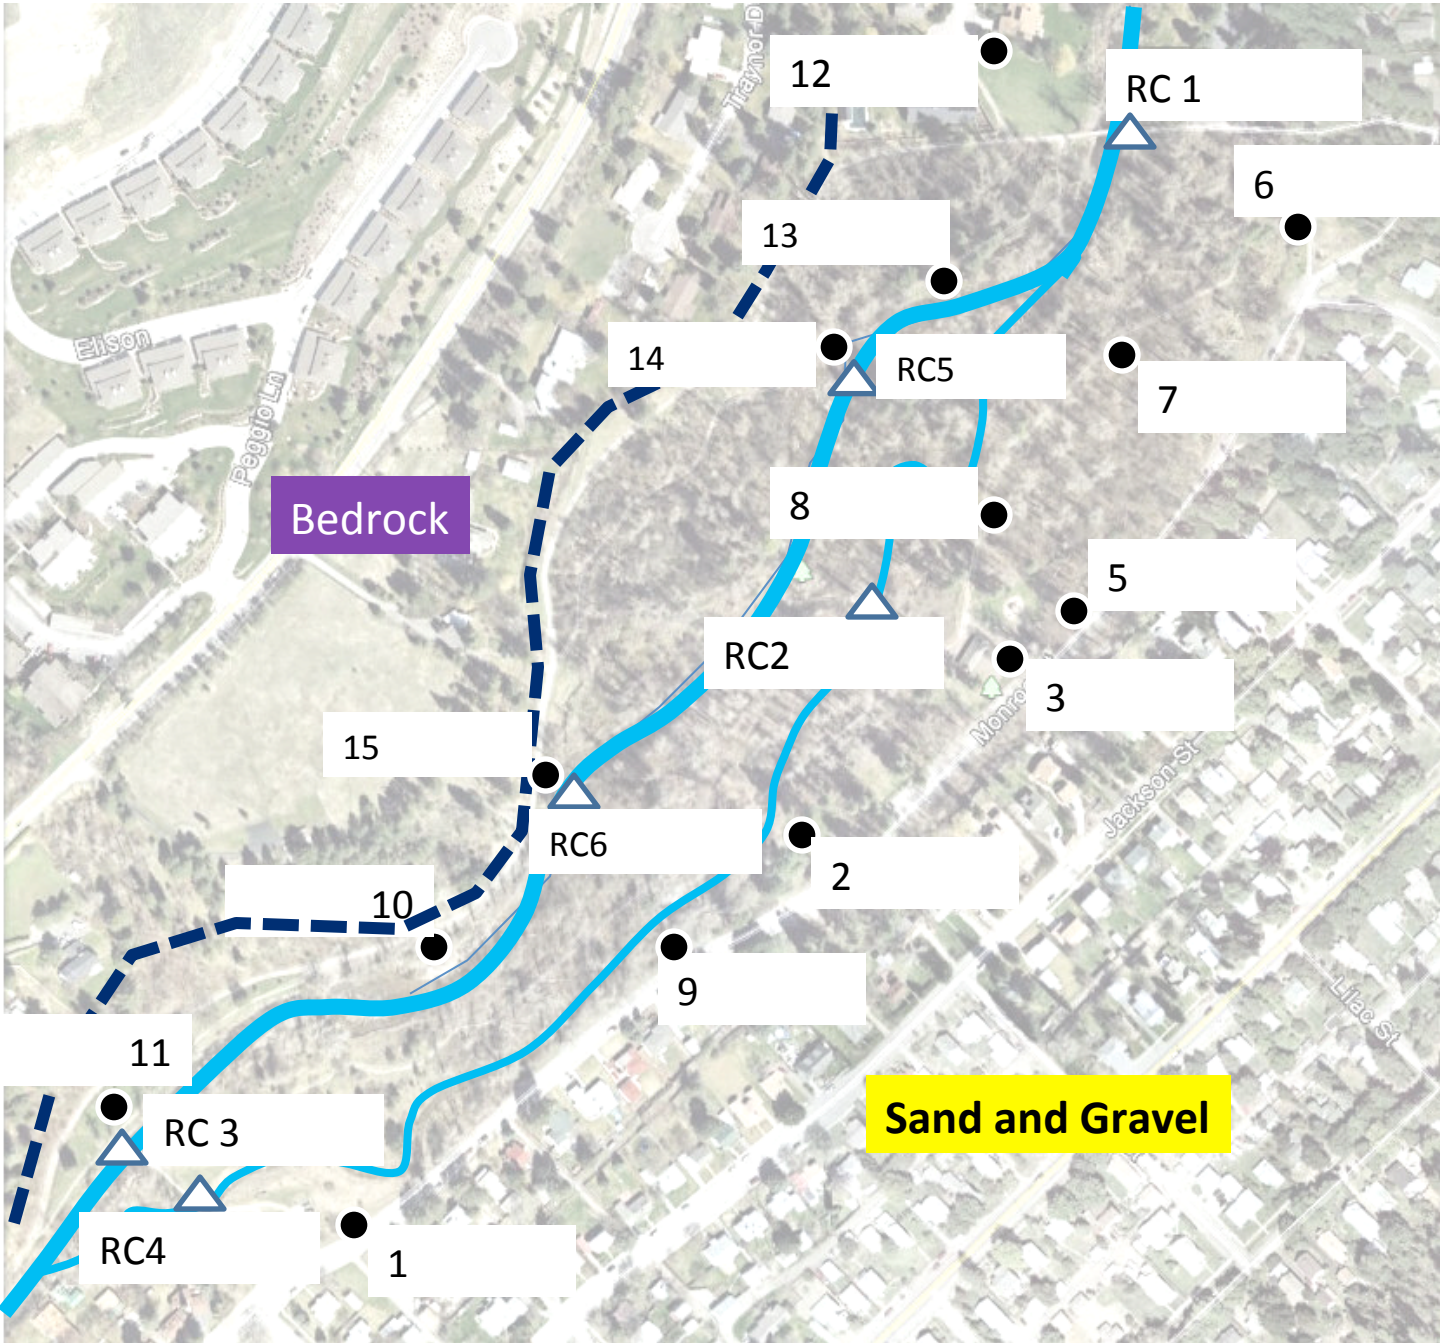 Traynor D
12
RC 1
6
13
Elison
14
RC5
7
Peggio Ln
Bedrock
8
5
RC2
3
Monro
15
Jackson St
RC6
2
10
9
Lilac St
11
Sand and Gravel
RC 3
RC4
1